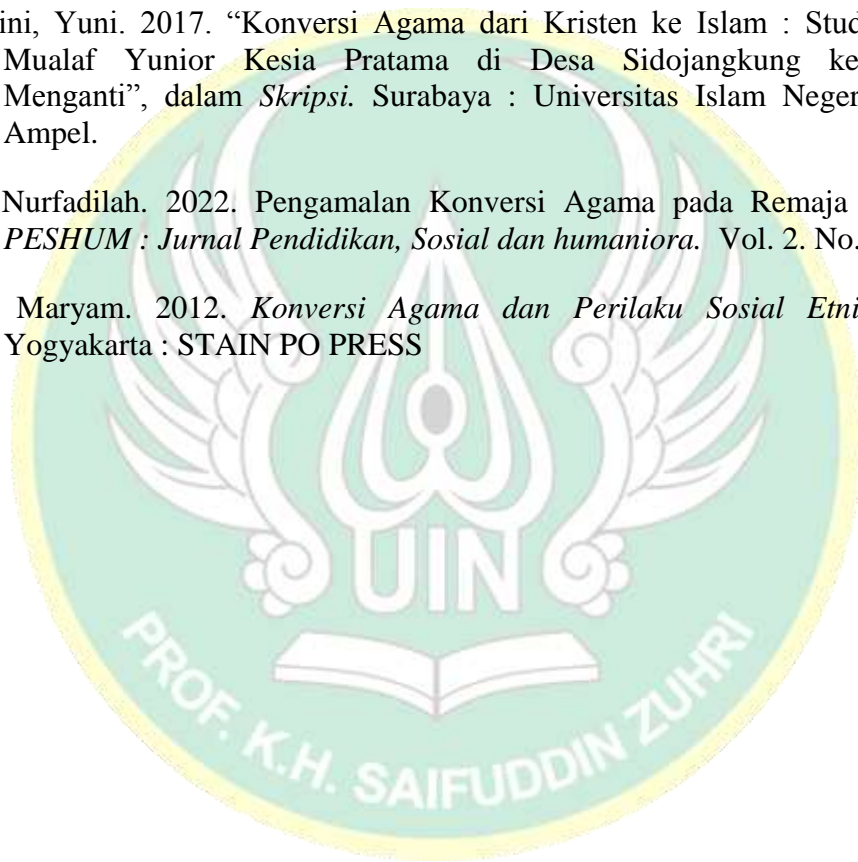 ini, Yuni. 2017. “Konversi Agama dari Kristen ke Islam : Stud
Mualaf Yunior Kesia Pratama di Desa Sidojangkung ke
Menganti”, dalam Skripsi. Surabaya : Universitas Islam Neger
Ampel.
Nurfadilah. 2022. Pengamalan Konversi Agama pada Remaja
PESHUM : Jurnal Pendidikan, Sosial dan humaniora. Vol. 2. No.
Maryam. 2012. Konversi Agama dan Perilaku Sosial Etni
Yogyakarta : STAIN PO PRESS
UIN
PROF. K.H. SAIFUDDIN ZUHRI